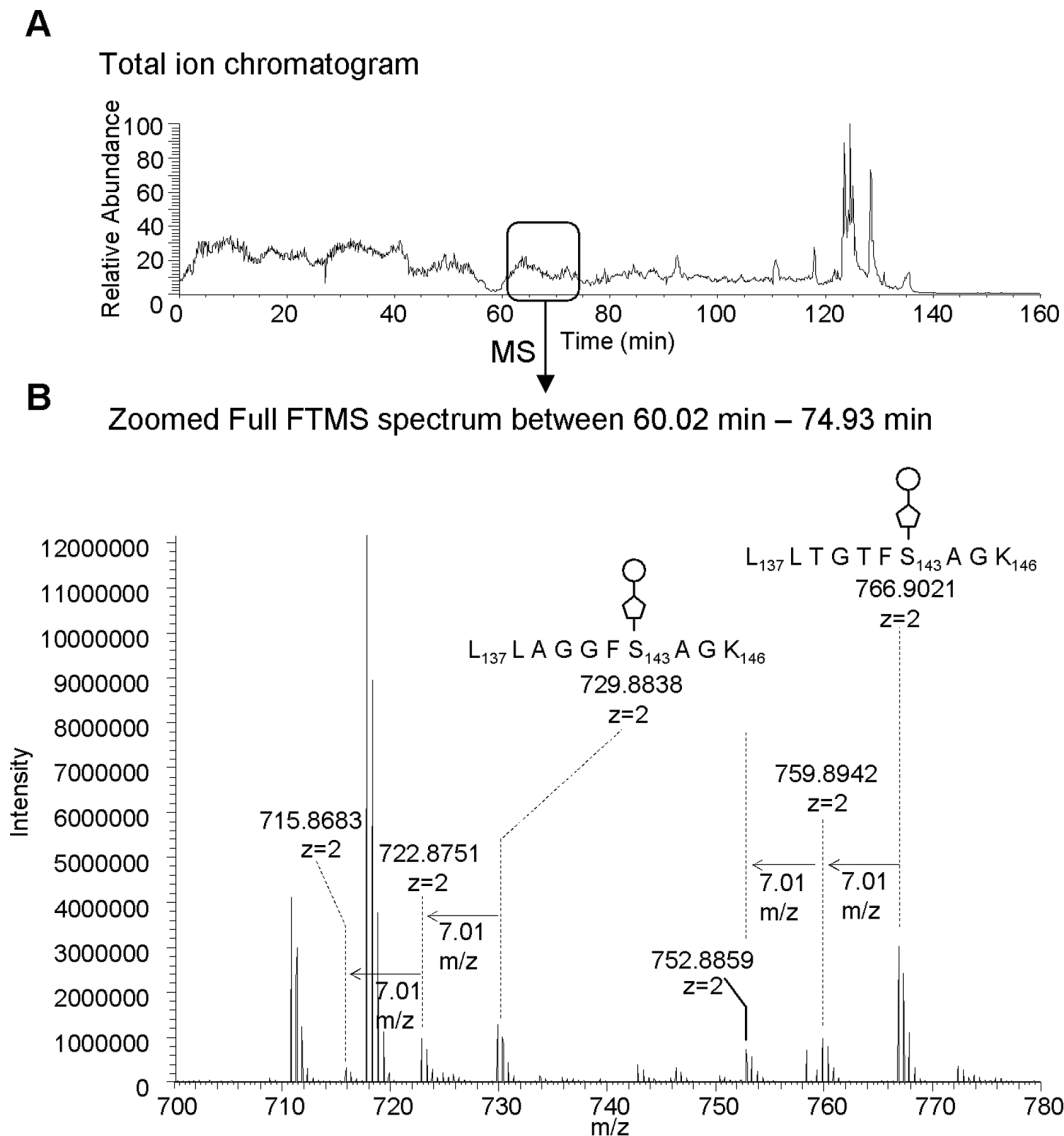 A
Total ion chromatogram
Relative Abundance
100
80
60
40
20
0
0 20 40 60 80 100 120 140 160
Time (min)
MS
B
Zoomed Full FTMS spectrum between 60.02 min – 74.93 min
L137 L T G T F S143 A G K146
766.9021
z=2
L137 L A G G F S143 A G K146
729.8838
z=2
759.8942
z=2
715.8683
z=2
722.8751
z=2
7.01
m/z
7.01
m/z
7.01
m/z
7.01
m/z
752.8859
z=2
Intensity
12000000
11000000
10000000
9000000
8000000
7000000
6000000
5000000
4000000
3000000
2000000
1000000
0
700 710 720 730 740 750 760 770 780
m/z